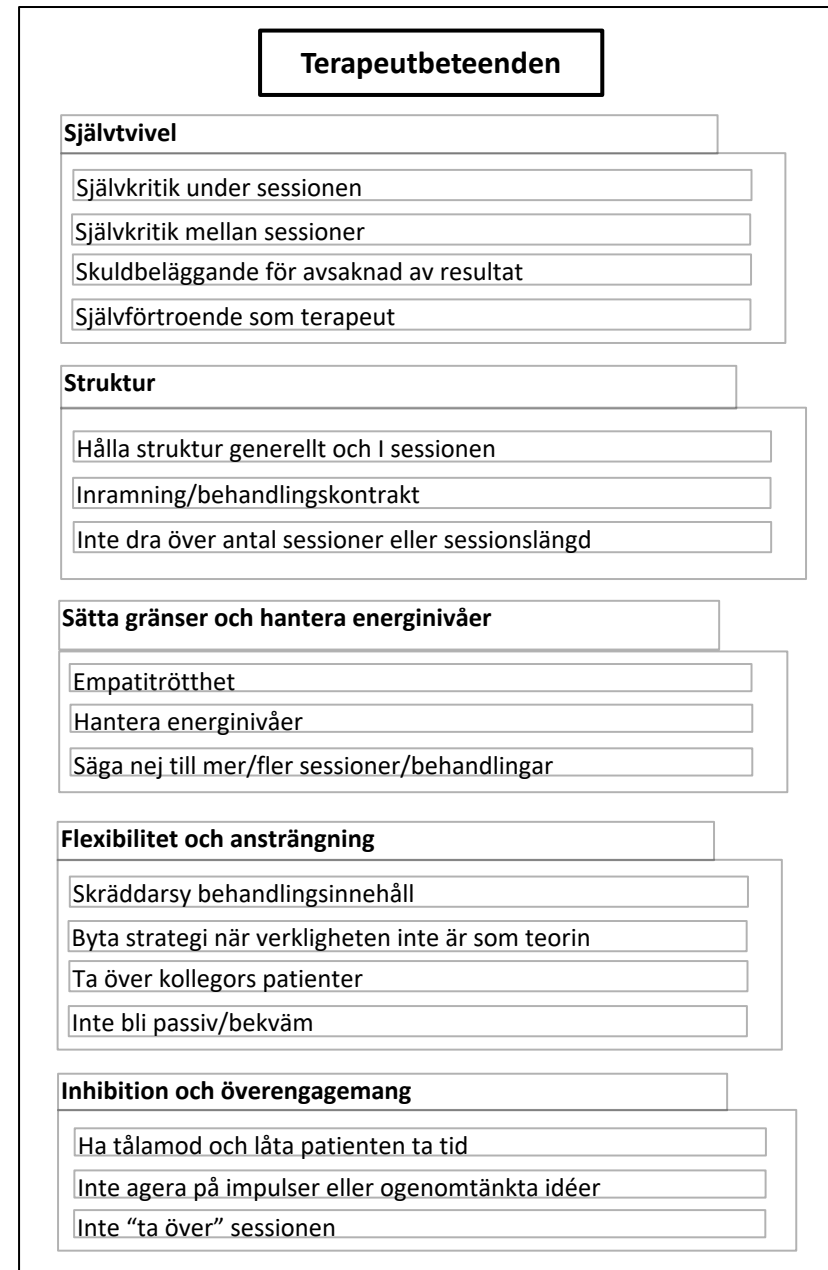 Terapeutbeteenden
Självtvivel
Självkritik under sessionen
Självkritik mellan sessioner
Skuldbeläggande för avsaknad av resultat
Självförtroende som terapeut
Struktur
Hålla struktur generellt och I sessionen
Inramning/behandlingskontrakt
Inte dra över antal sessioner eller sessionslängd
Sätta gränser och hantera energinivåer
Empatitrötthet
Hantera energinivåer
Säga nej till mer/fler sessioner/behandlingar
Flexibilitet och ansträngning
Skräddarsy behandlingsinnehåll
Byta strategi när verkligheten inte är som teorin
Ta över kollegors patienter
Inte bli passiv/bekväm
Inhibition och överengagemang
Ha tålamod och låta patienten ta tid
Inte agera på impulser eller ogenomtänkta idéer
Inte “ta över” sessionen